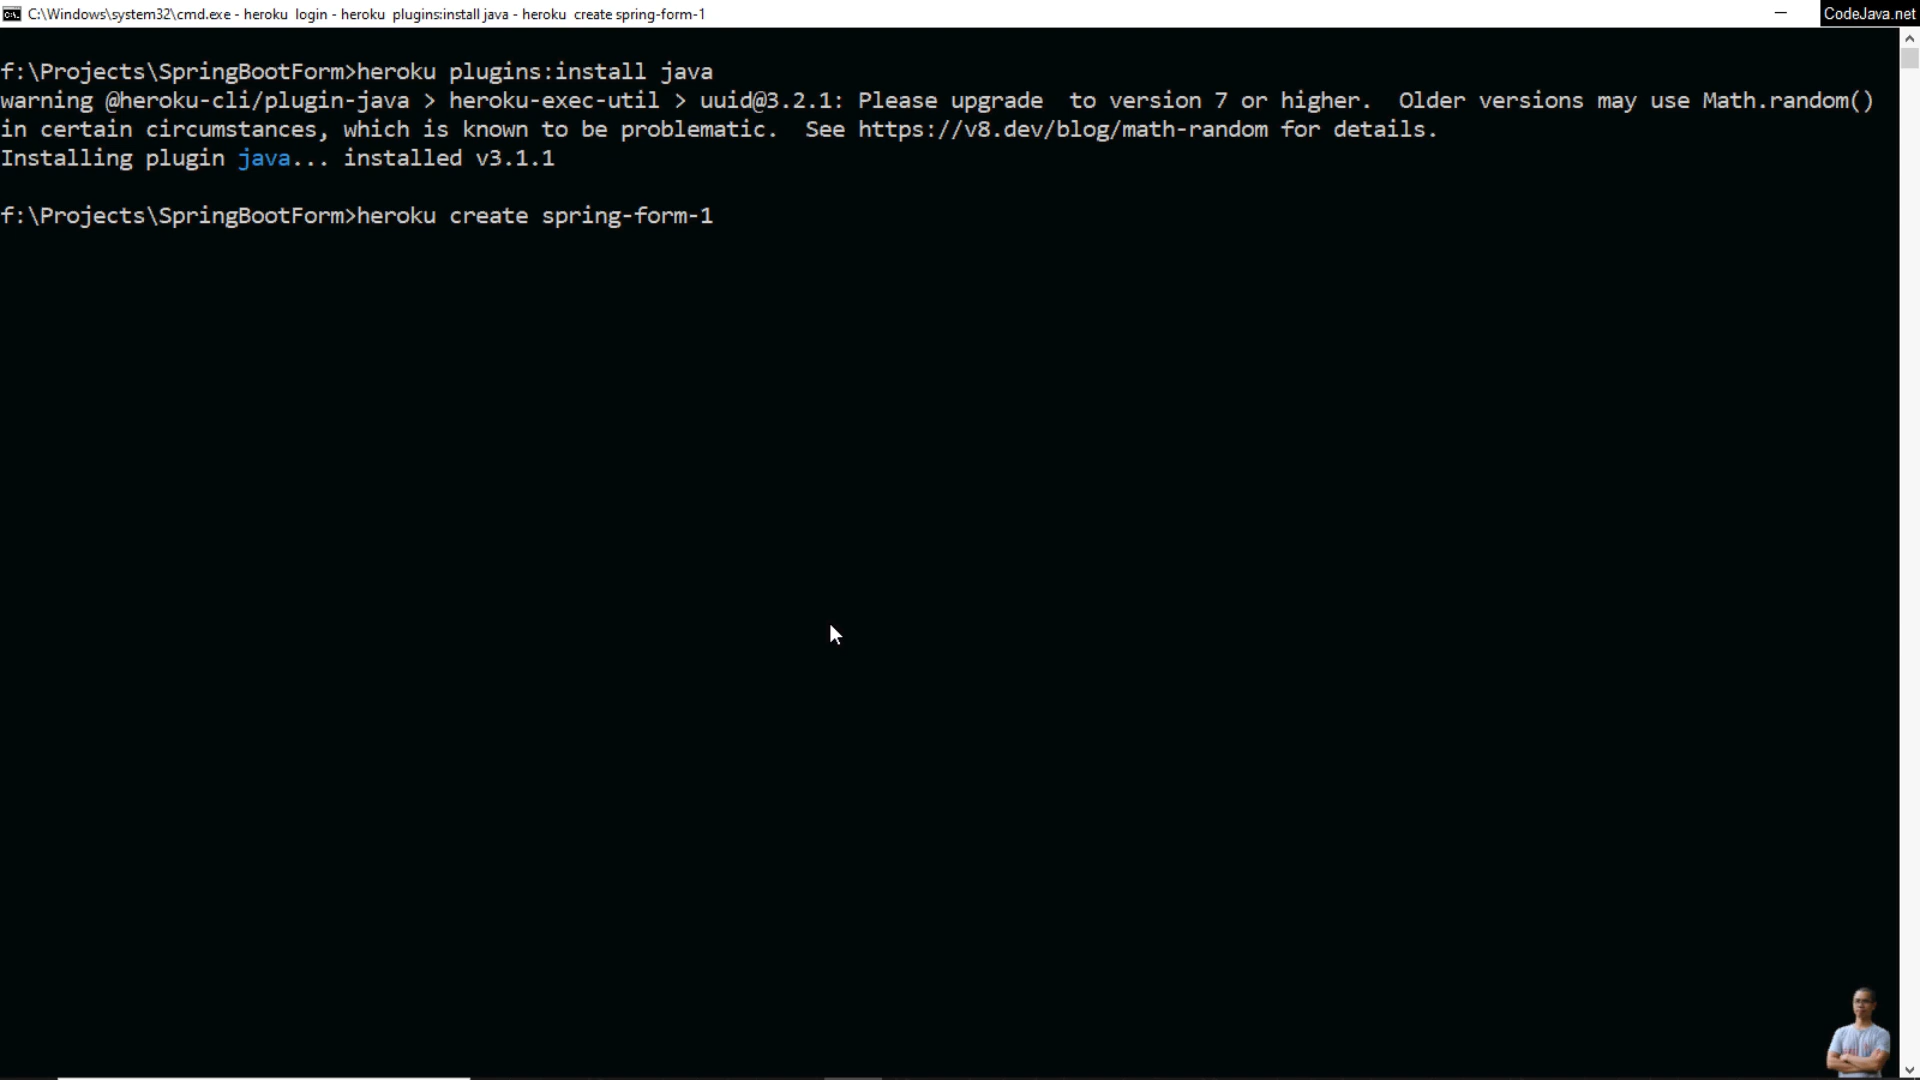 C:\Windows\system32\cmd.exe - heroku  login - heroku  plugins:install java - heroku  create spring-form-1
CodeJava.net
f:\Projects\SpringBootForm>heroku plugins:install java
warning @heroku-cli/plugin-java > heroku-exec-util > uuid@3.2.1: Please upgrade  to version 7 or higher.  Older versions may use Math.random()
in certain circumstances, which is known to be problematic.  See https://v8.dev/blog/math-random for details.
Installing plugin java... installed v3.1.1
f:\Projects\SpringBootForm>heroku create spring-form-1